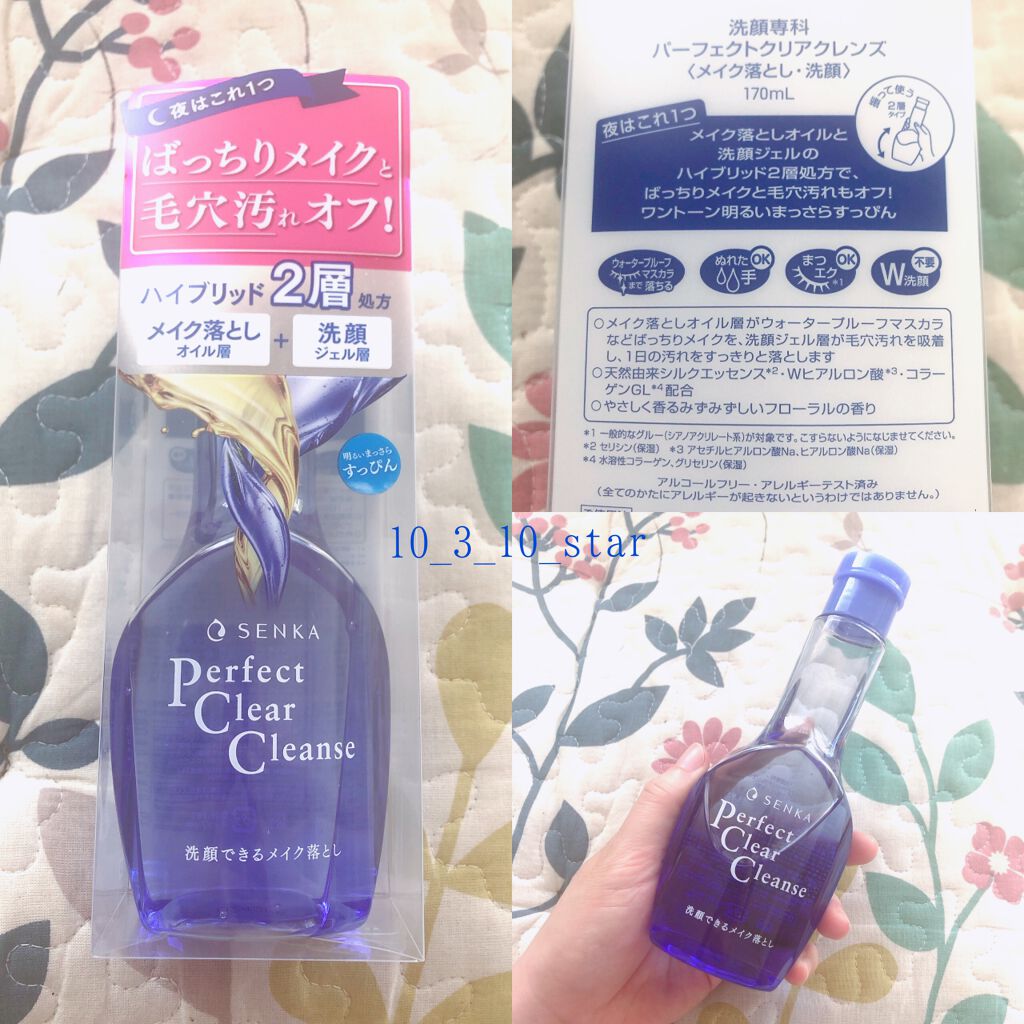 夜はこれ1つ
ばっちりメイクと
毛穴汚れオフ!
ハイブリッド2層処方
メイク落とし
オイル層
+
洗顔
ジェル層
明るいまっさら
すっぴん
SENKA
Perfect
Clear
Cleanse
洗顔できるメイク落とし
洗顔専科
パーフェクトクリアクレンズ
〈メイク落とし・洗顔〉
170mL
振って使う
2層
タイプ
夜はこれ1つ
メイク落としオイルと
洗顔ジェルの
ハイブリッド2層処方で、
ばっちりメイクと毛穴汚れもオフ!
ワントーン明るいまっさらすっぴん
ウォータープルーフ
マスカラ
まで落ちる
ぬれた
手
OK
まつ
エク*1
OK
W洗顔
不要
○メイク落としオイル層がウォータープルーフマスカラ
などばっちりメイクを、洗顔ジェル層が毛穴汚れを吸着
し、1日の汚れをすっきりと落とします
○天然由来シルクエッセンス*2・Wヒアルロン酸*3・コラー
ゲンGL*4配合
○やさしく香るみずみずしいフローラルの香り
*1 一般的なグルー(シアノアクリレート系)が対象です。こすらないようになじませてください。
*2 セリシン(保湿) *3 アセチルヒアルロン酸Na、ヒアルロン酸Na(保湿)
*4 水溶性コラーゲン、グリセリン(保湿)
アルコールフリー・アレルギーテスト済み
(全てのかたにアレルギーが起きないというわけではありません。)
10_3_10_star
SENKA
Perfect
Clear
Cleanse
洗顔できるメイク落とし